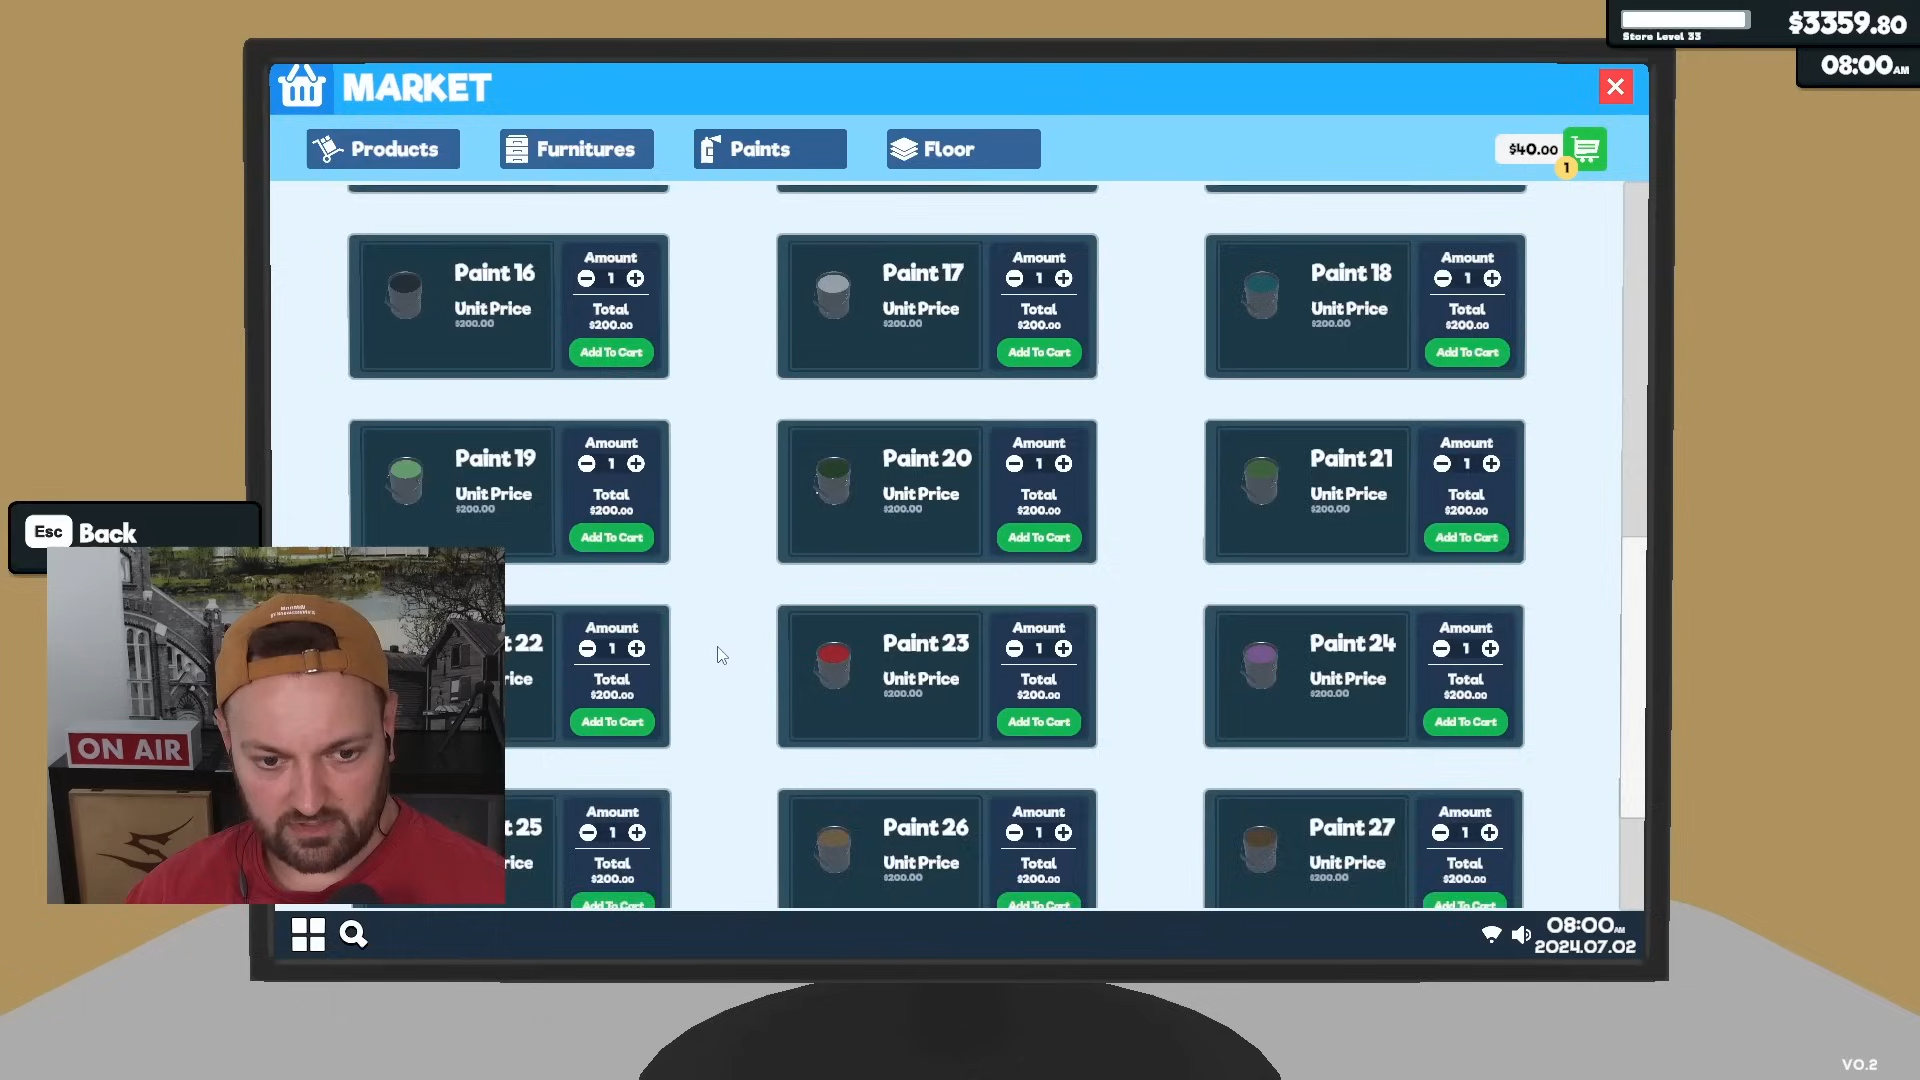 $3359.80
Store Level 33
08:00AM
MARKET
Products
Furnitures
Paints
Floor
$40.00
1
Paint 16
Unit Price
$200.00
Amount
1
Total
$200.00
Add To Cart
Paint 17
Unit Price
$200.00
Amount
1
Total
$200.00
Add To Cart
Paint 18
Unit Price
$200.00
Amount
1
Total
$200.00
Add To Cart
Paint 19
Unit Price
$200.00
Amount
1
Total
$200.00
Add To Cart
Paint 20
Unit Price
$200.00
Amount
1
Total
$200.00
Add To Cart
Paint 21
Unit Price
$200.00
Amount
1
Total
$200.00
Add To Cart
Esc Back
t 22
rice
Amount
1
Total
$200.00
Add To Cart
Paint 23
Unit Price
$200.00
Amount
1
Total
$200.00
Add To Cart
Paint 24
Unit Price
$200.00
Amount
1
Total
$200.00
Add To Cart
ON AIR
t 25
rice
Amount
1
Total
$200.00
Add To Cart
Paint 26
Unit Price
$200.00
Amount
1
Total
$200.00
Add To Cart
Paint 27
Unit Price
$200.00
Amount
1
Total
$200.00
Add To Cart
08:00AM
2024.07.02
V0.2